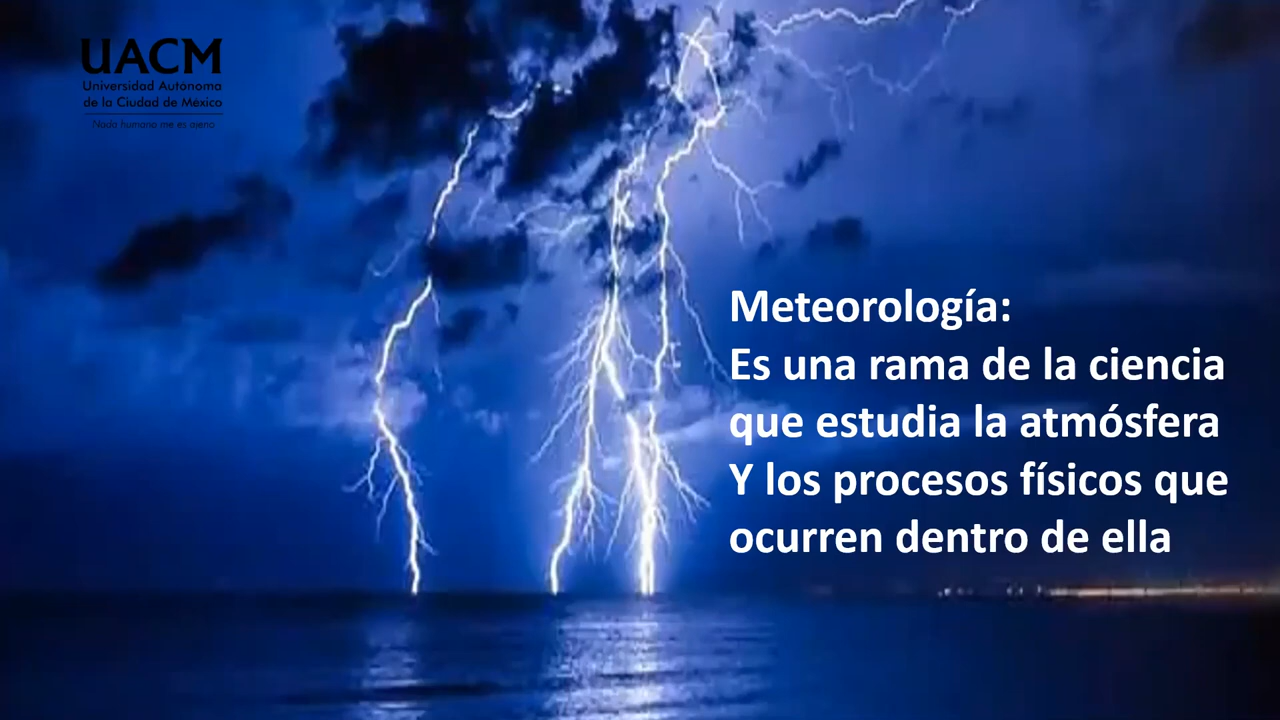 UACM
Universidad Autónoma
de la Ciudad de México
Nada humano me es ajeno
Meteorología:
Es una rama de la ciencia
que estudia la atmósfera
Y los procesos físicos que
ocurren dentro de ella